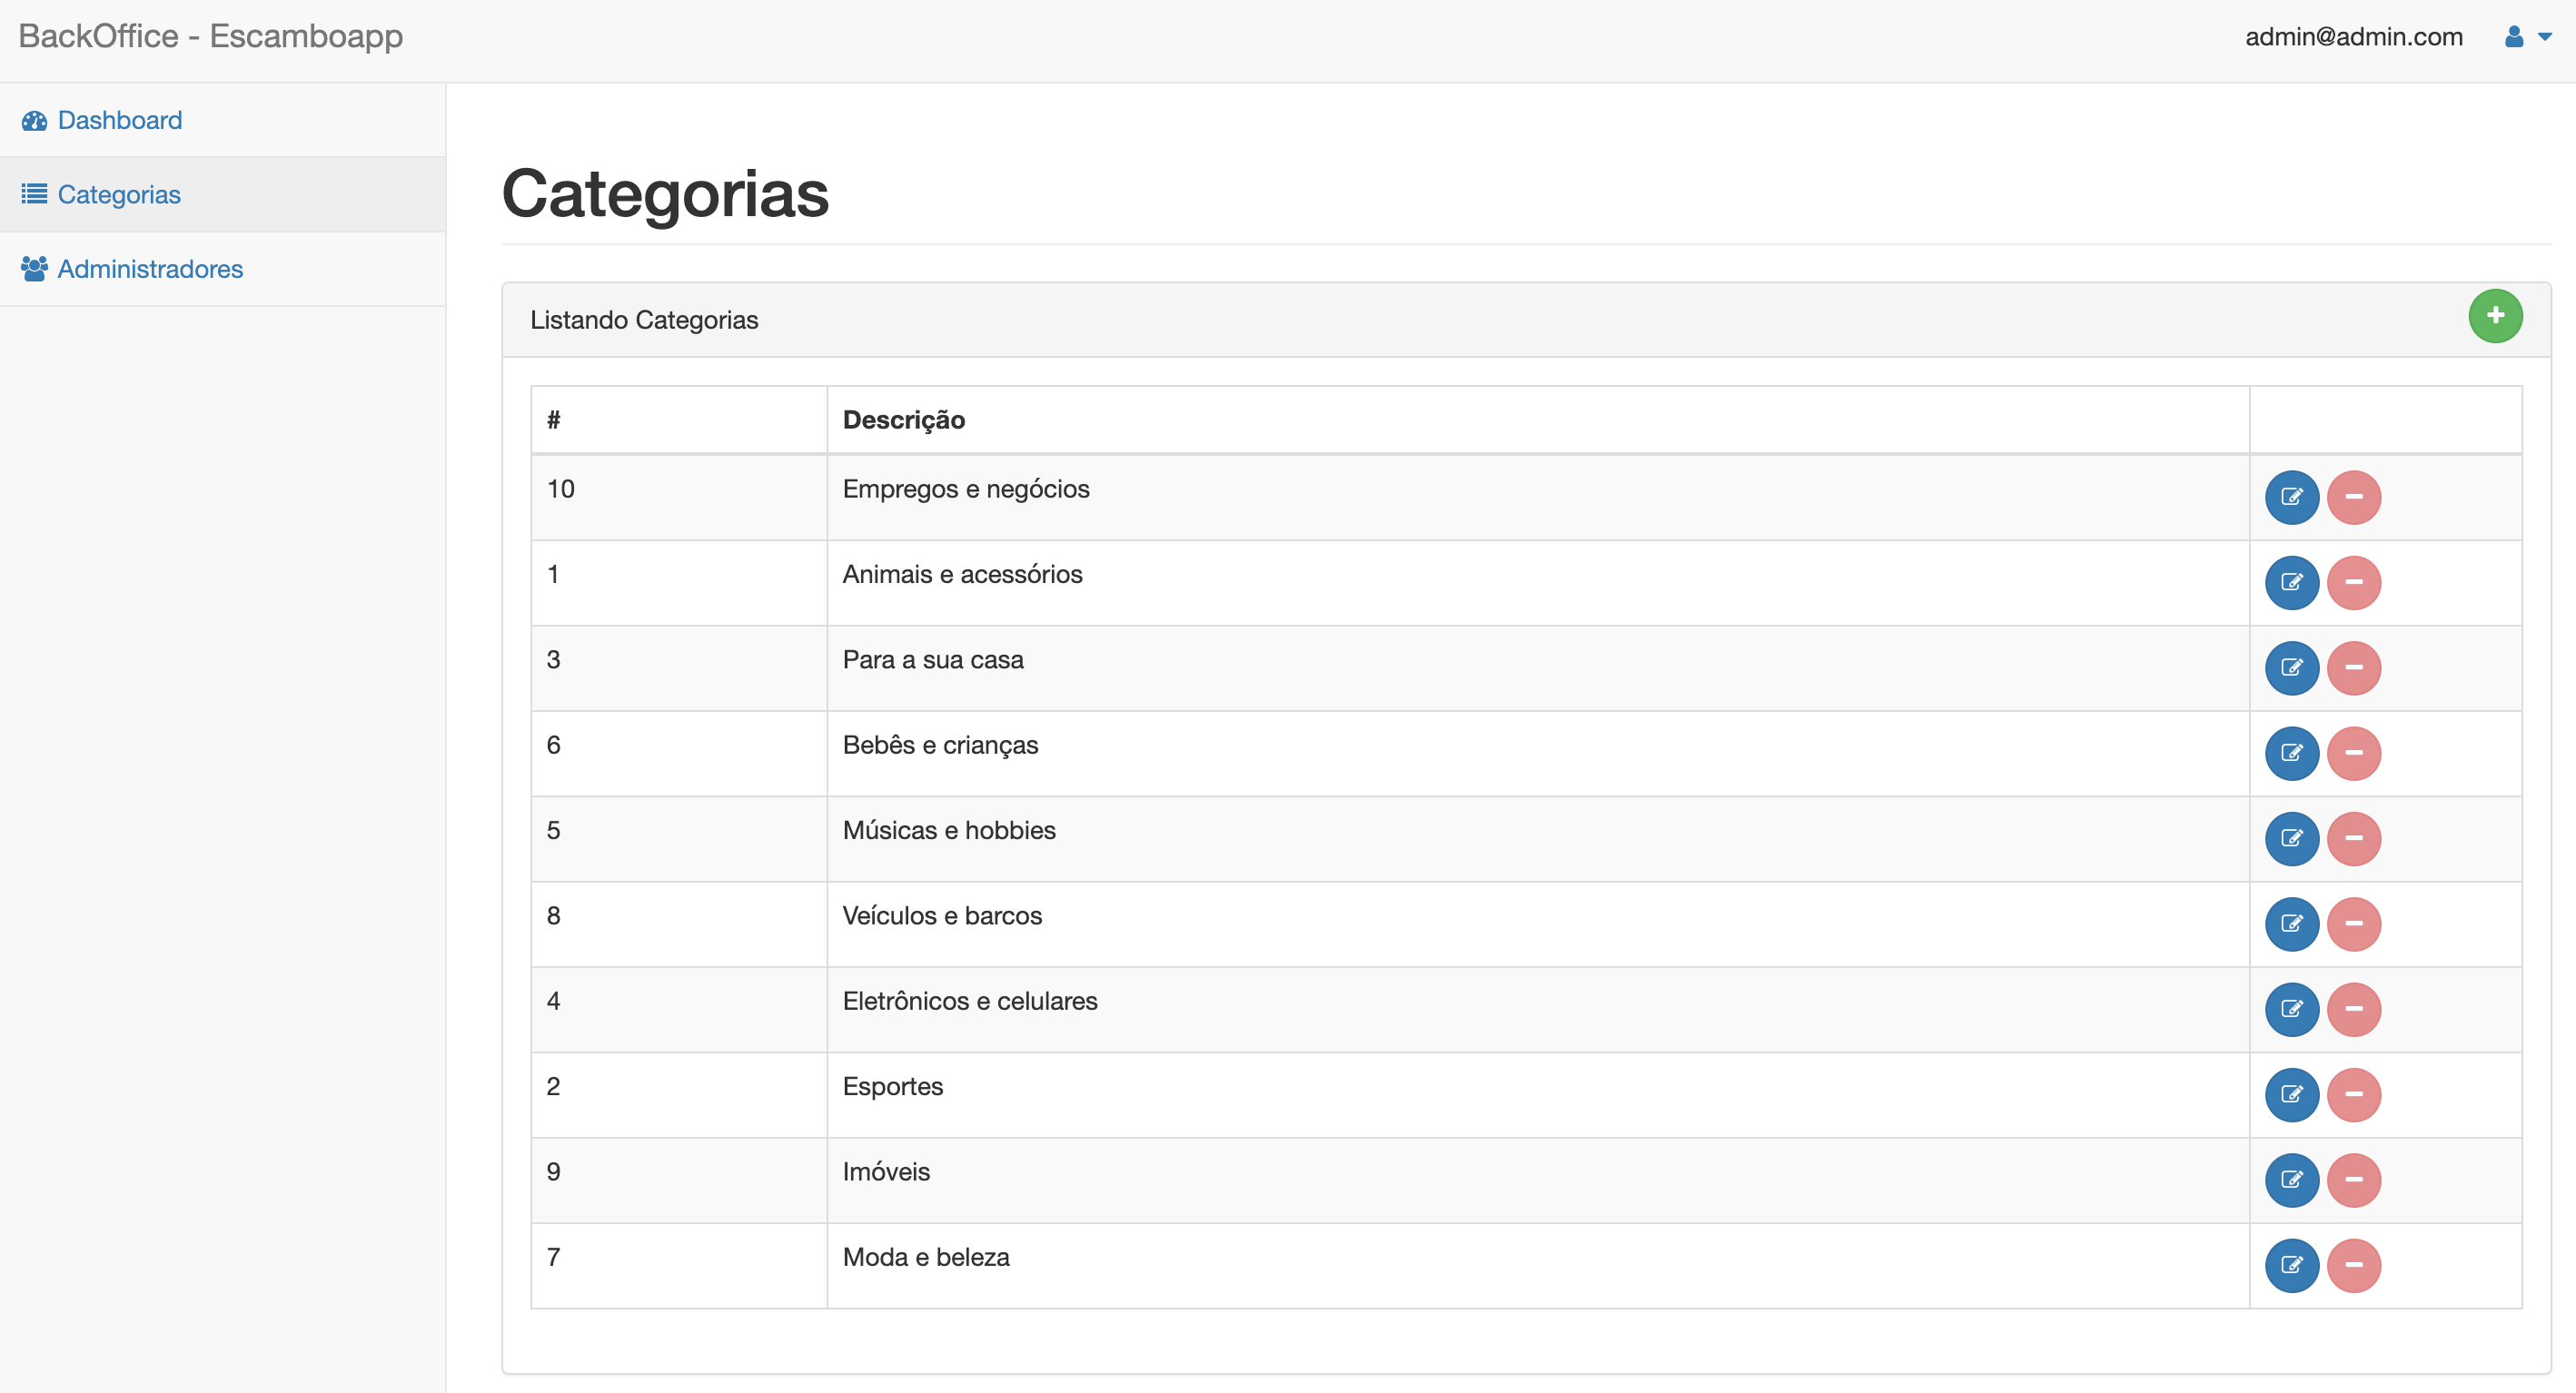 BackOffice - Escamboapp
admin@admin.com
Dashboard
Categorias
Administradores
Categorias
Listando Categorias
# Descrição
10 Empregos e negócios
1 Animais e acessórios
3 Para a sua casa
6 Bebês e crianças
5 Músicas e hobbies
8 Veículos e barcos
4 Eletrônicos e celulares
2 Esportes
9 Imóveis
7 Moda e beleza